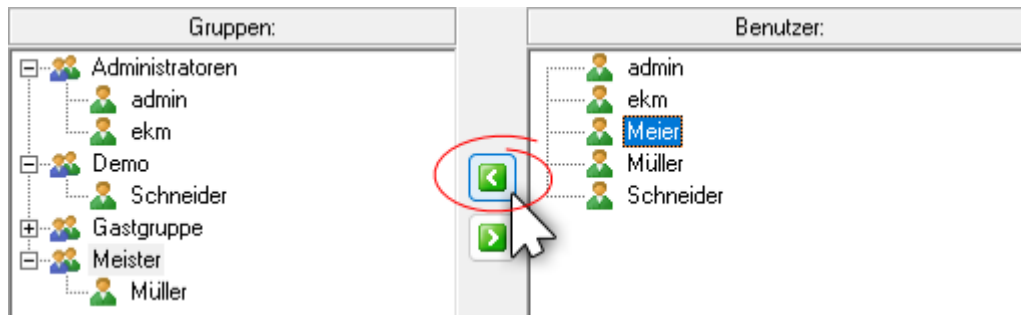 Gruppen:
Administratoren
admin
ekm
Demo
Schneider
Gastgruppe
Meister
Müller
Benutzer:
admin
ekm
Meier
Müller
Schneider